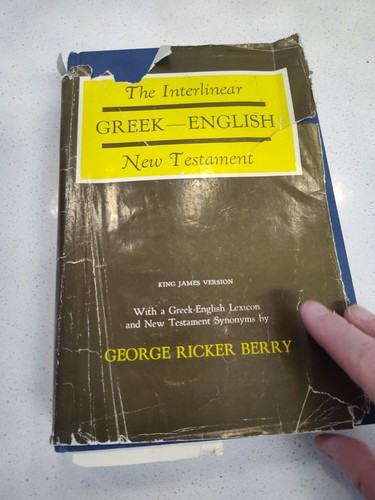 The Interlinear
GREEK—ENGLISH
New Testament
KING JAMES VERSION
With a Greek-English Lexicon
and New Testament Synonyms by
GEORGE RICKER BERRY